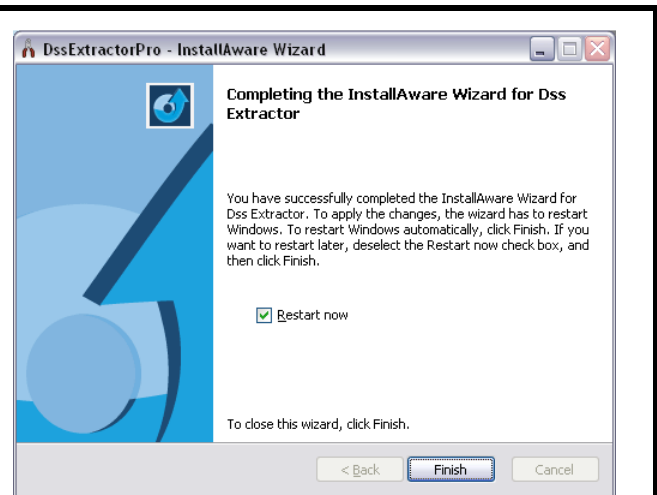 DssExtractorPro - InstallAware Wizard
Completing the InstallAware Wizard for Dss
Extractor
You have successfully completed the InstallAware Wizard for
Dss Extractor. To apply the changes, the wizard has to restart
Windows. To restart Windows automatically, click Finish. If you
want to restart later, deselect the Restart now check box, and
then click Finish.
Restart now
To close this wizard, click Finish.
< Back Finish Cancel